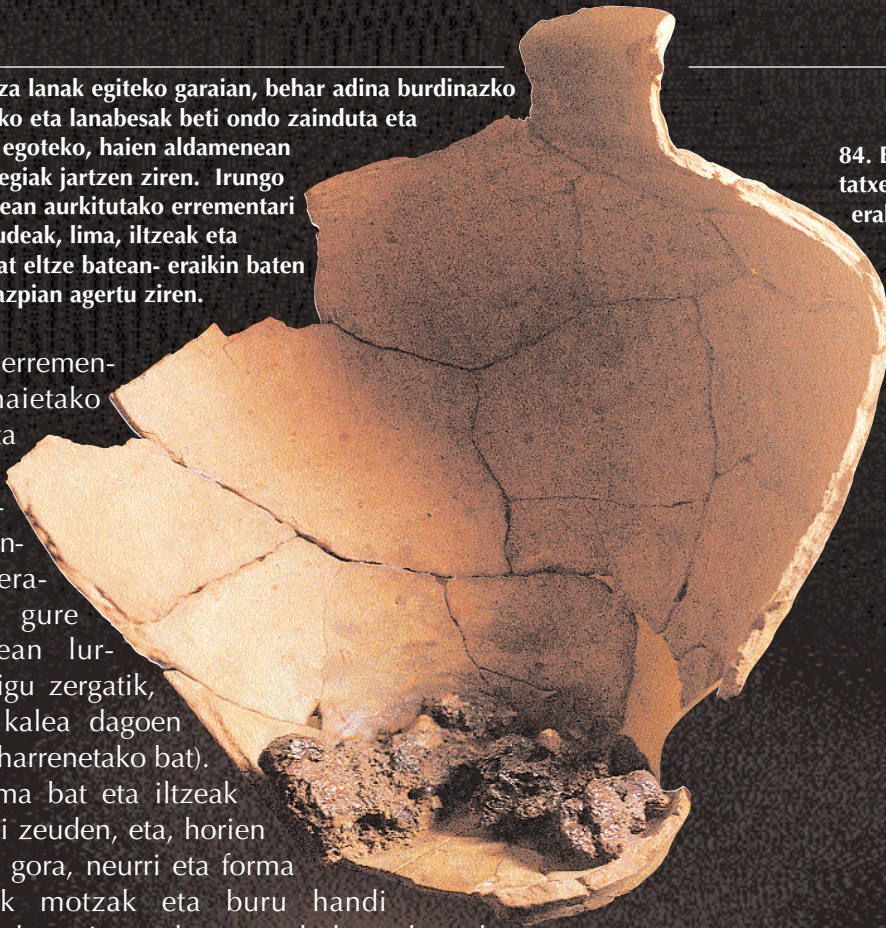 za lanak egiteko garaian, behar adina burdinazko
ko eta lanabesak beti ondo zainduta eta
egoteko, haien aldamenean
egiak jartzen ziren. Irungo
ean aurkitutako errementari
udeak, lima, iltzeak eta
at eltze batean- eraikin baten
azpian agertu ziren.
84. E
tatxe
eral
erremen-
naietako
ta
-
n-
era-
gure
ean lur-
igu zergatik,
kalea dagoen
harrenetako bat).
ma bat eta iltzeak
i zeuden, eta, horien
gora, neurri eta forma
k motzak eta buru handi